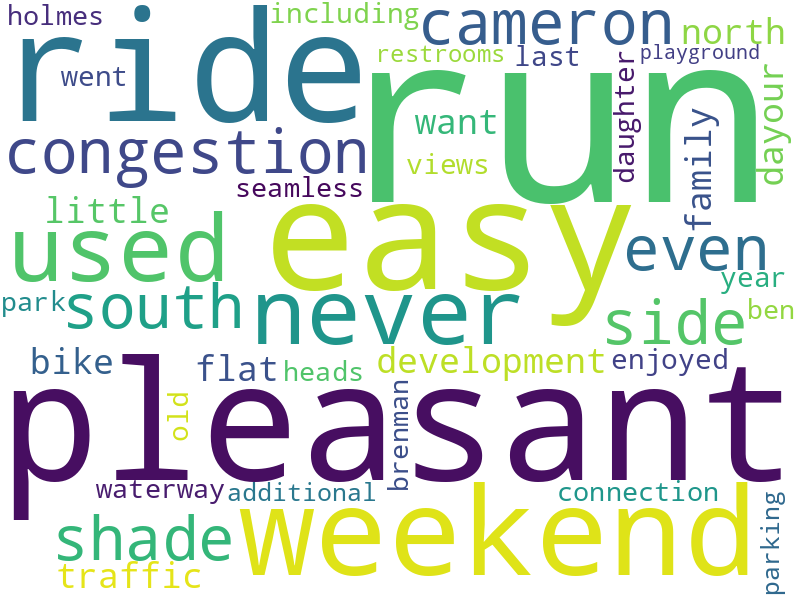 holmes
including
cameron
north
ride
run
went
restrooms
last
playground
daughter
dayour
congestion
want
views
family
seamless
little
used
easy
even
year
park
south
never
side
ben
bike
flat
heads
development
enjoyed
old
pleasant
brenman
waterway
additional
connection
weekend
parking
shade
traffic